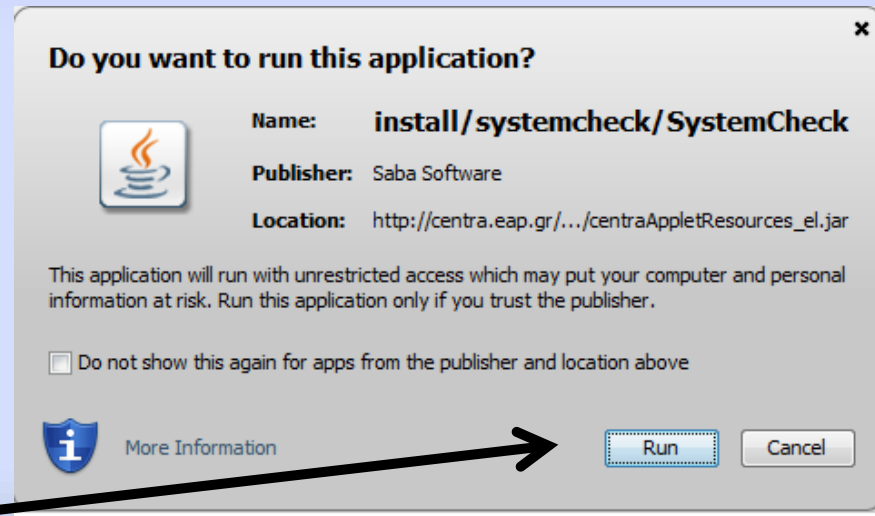 Do you want to run this application?
Name: install/systemcheck/SystemCheck
Publisher: Saba Software
Location: http://centra.eap.gr/.../centraAppletResources_el.jar
This application will run with unrestricted access which may put your computer and personal
information at risk. Run this application only if you trust the publisher.
Do not show this again for apps from the publisher and location above
More Information Run Cancel